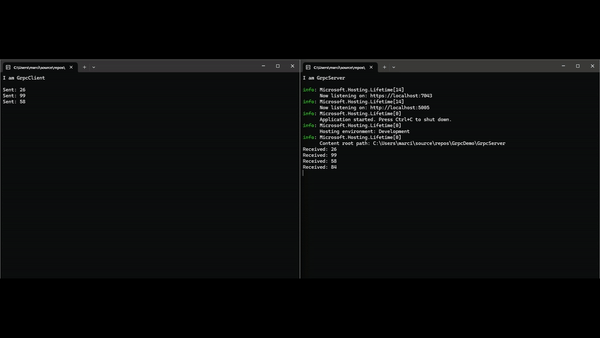 C:\Users\marci\source\repos\
I am GrpcClient
Sent: 26
Sent: 99
Sent: 58
C:\Users\marci\source\repos\
I am GrpcServer
info: Microsoft.Hosting.Lifetime[14]
Now listening on: https://localhost:7043
info: Microsoft.Hosting.Lifetime[14]
Now listening on: http://localhost:5005
info: Microsoft.Hosting.Lifetime[0]
Application started. Press Ctrl+C to shut down.
info: Microsoft.Hosting.Lifetime[0]
Hosting environment: Development
info: Microsoft.Hosting.Lifetime[0]
Content root path: C:\Users\marci\source\repos\GrpcDemo\GrpcServer
Received: 26
Received: 99
Received: 58
Received: 84